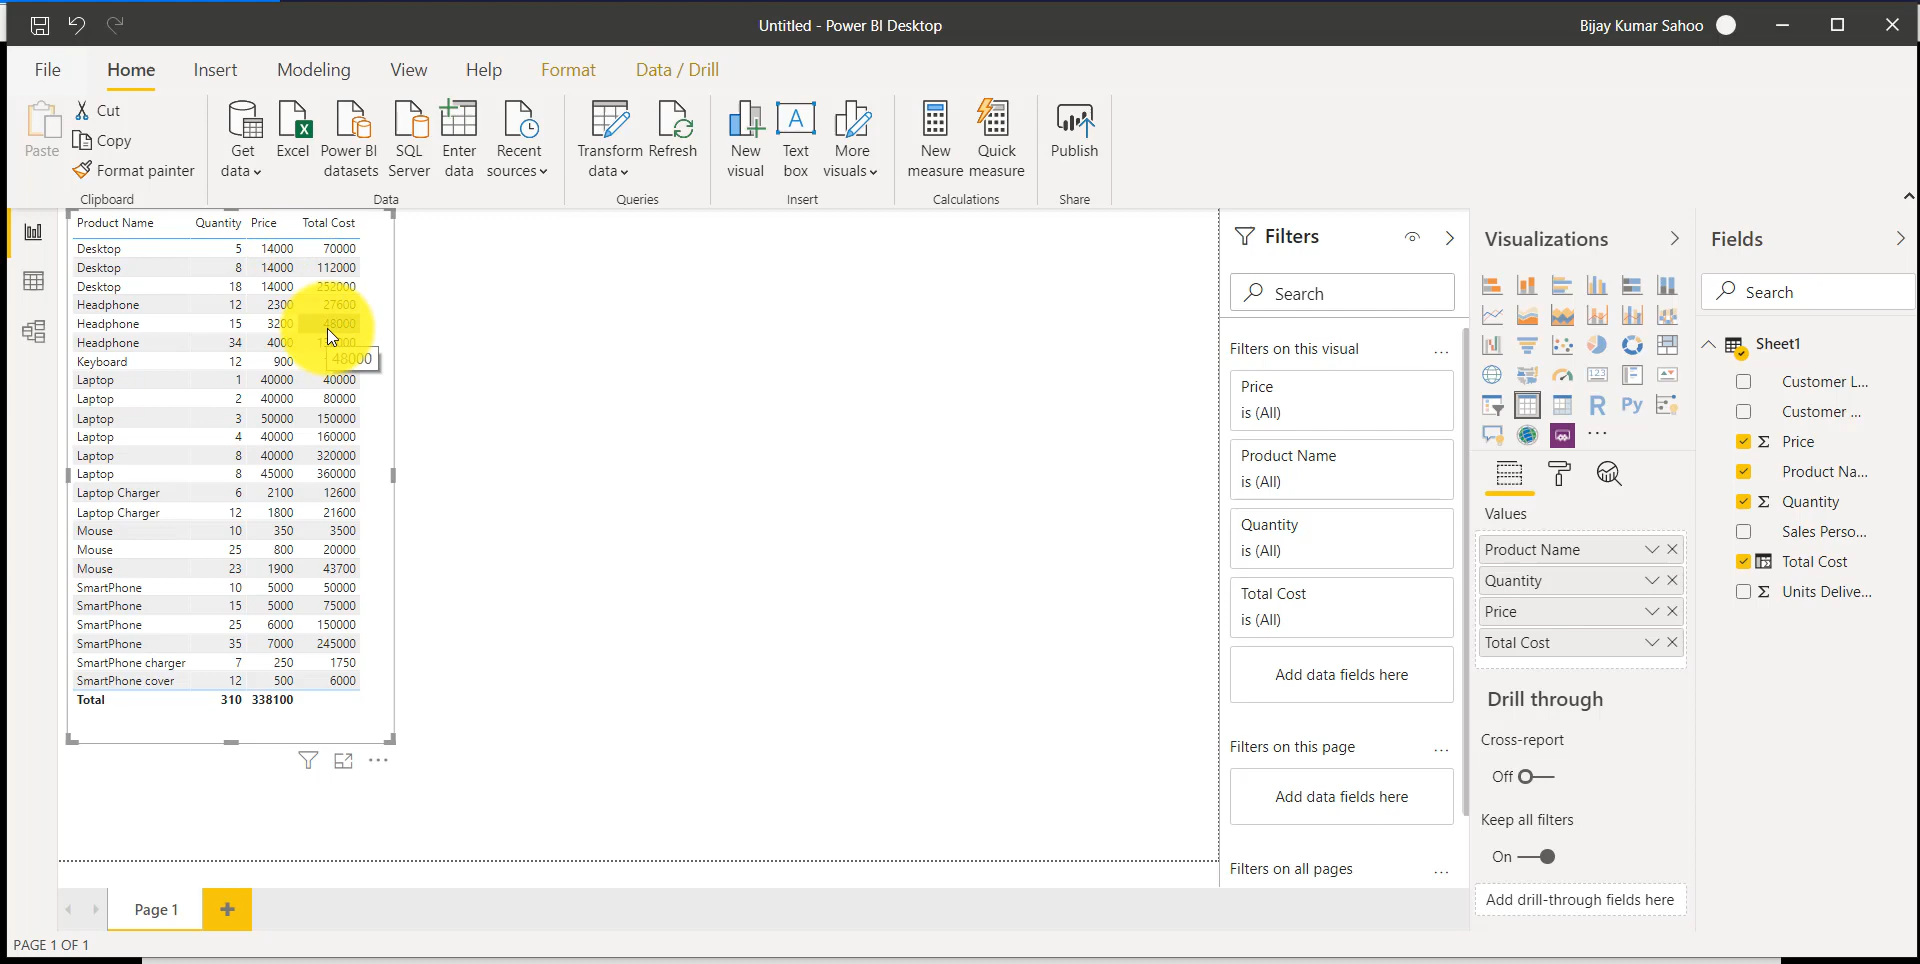 Untitled - Power BI Desktop
Bijay Kumar Sahoo
File Home Insert Modeling View Help Format Data / Drill
Paste
Cut
Copy
Format painter
Clipboard
Get data
Excel
Power BI datasets
SQL Server
Enter data
Recent sources
Data
Transform data
Refresh
Queries
New visual
Text box
More visuals
Insert
New measure
Quick measure
Calculations
Publish
Share
Product Name Quantity Price Total Cost
Desktop 5 14000 70000
Desktop 8 14000 112000
Desktop 18 14000 252000
Headphone 12 2300 27600
Headphone 15 3200 48000
Headphone 34 4000
48000
Keyboard 12 900
Laptop 1 40000 40000
Laptop 2 40000 80000
Laptop 3 50000 150000
Laptop 4 40000 160000
Laptop 8 40000 320000
Laptop 8 45000 360000
Laptop Charger 6 2100 12600
Laptop Charger 12 1800 21600
Mouse 10 350 3500
Mouse 25 800 20000
Mouse 23 1900 43700
SmartPhone 10 5000 50000
SmartPhone 15 5000 75000
SmartPhone 25 6000 150000
SmartPhone 35 7000 245000
SmartPhone charger 7 250 1750
SmartPhone cover 12 500 6000
Total 310 338100
Filters
Search
Filters on this visual ...
Price
is (All)
Product Name
is (All)
Quantity
is (All)
Total Cost
is (All)
Add data fields here
Filters on this page ...
Add data fields here
Filters on all pages ...
Visualizations
123
R
Py
...
Values
Product Name
Quantity
Price
Total Cost
Drill through
Cross-report
Off
Keep all filters
On
Add drill-through fields here
Fields
Search
Sheet1
Customer L...
Customer ...
Σ Price
Product Na...
Σ Quantity
Sales Perso...
Total Cost
Σ Units Delive...
Page 1
PAGE 1 OF 1